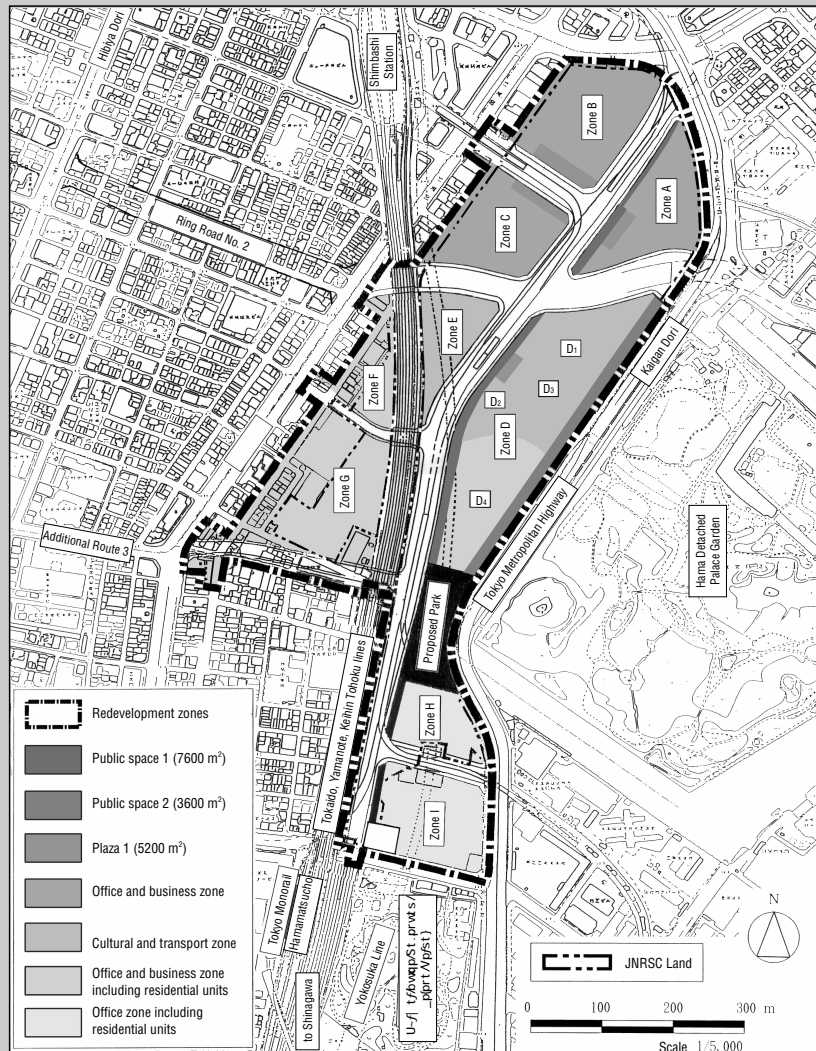 Hibiya Dori
Shimbashi
Station
Zone B
Zone A
Zone C
Ring Road No. 2
Zone E
Zone F
D1
D3
D2
Zone D
D4
Kaigan Dori
Zone G
Additional Route 3
Tokyo Metropolitan Highway
Hama Detached
Palace Garden
Proposed Park
Tokaido, Yamanote, Keihin Tohoku lines
Zone H
Zone I
Tokyo Monorail
Hamamatsucho
to Shinagawa
Yokosuka Line
Redevelopment zones
Public space 1 (7600 m²)
Public space 2 (3600 m²)
Plaza 1 (5200 m²)
Office and business zone
Cultural and transport zone
Office and business zone
including residential units
Office zone including
residential units
N
JNRSC Land
0 100 200 300 m
Scale 1/5,000